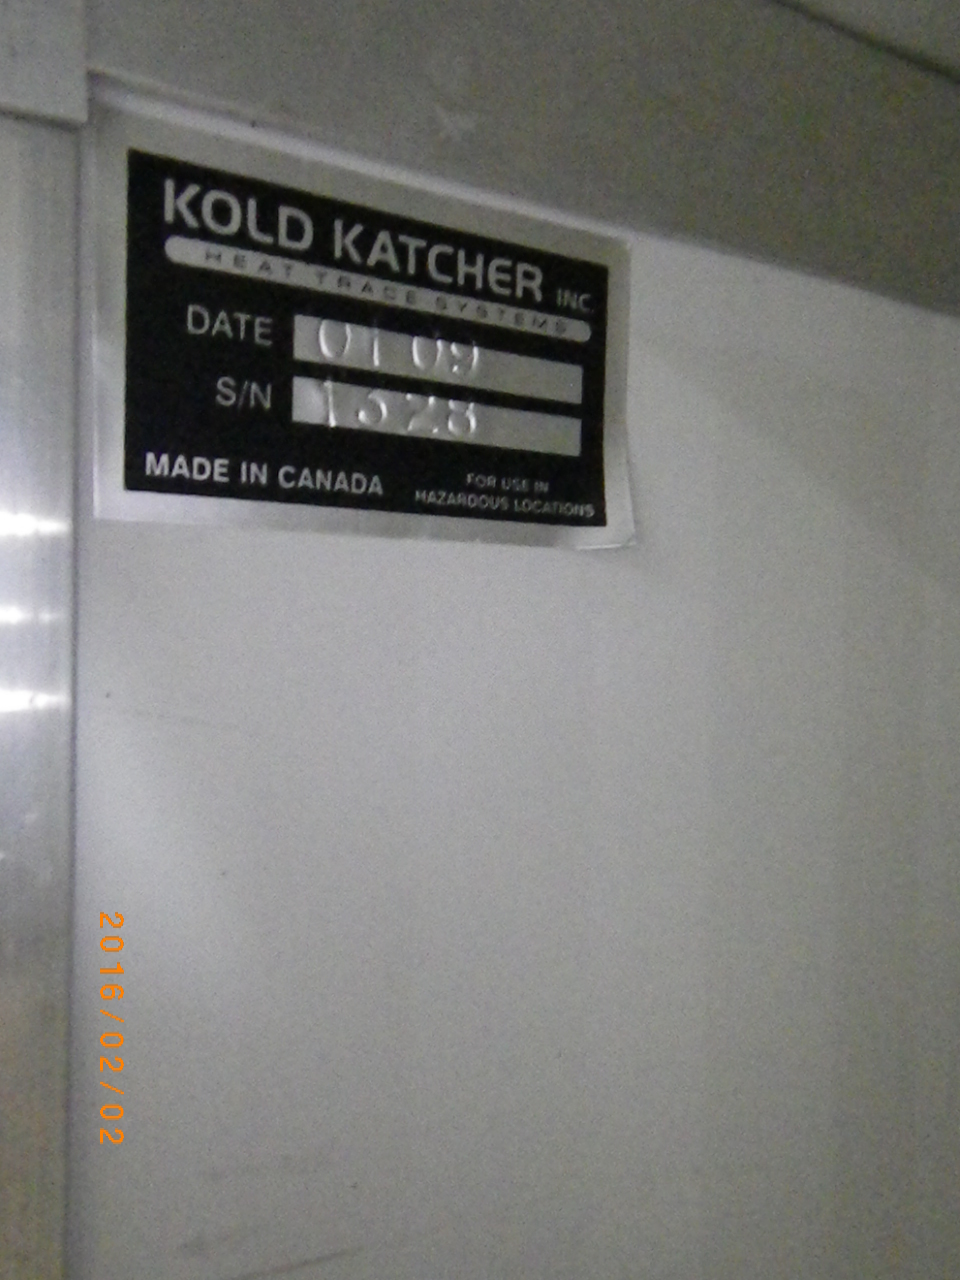 KOLD KATCHER INC.
HEAT TRACE SYSTEMS
DATE 01 09
S/N 1328
MADE IN CANADA
FOR USE IN
HAZARDOUS LOCATIONS
2016/02/02